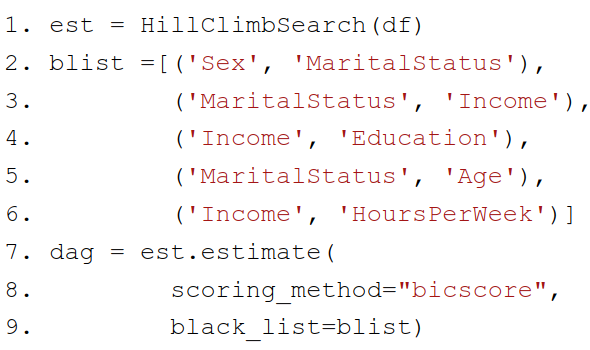 1. est = HillClimbSearch(df)
2. blist =[('Sex', 'MaritalStatus'),
3.         ('MaritalStatus', 'Income'),
4.         ('Income', 'Education'),
5.         ('MaritalStatus', 'Age'),
6.         ('Income', 'HoursPerWeek')]
7. dag = est.estimate(
8.         scoring_method="bicscore",
9.         black_list=blist)